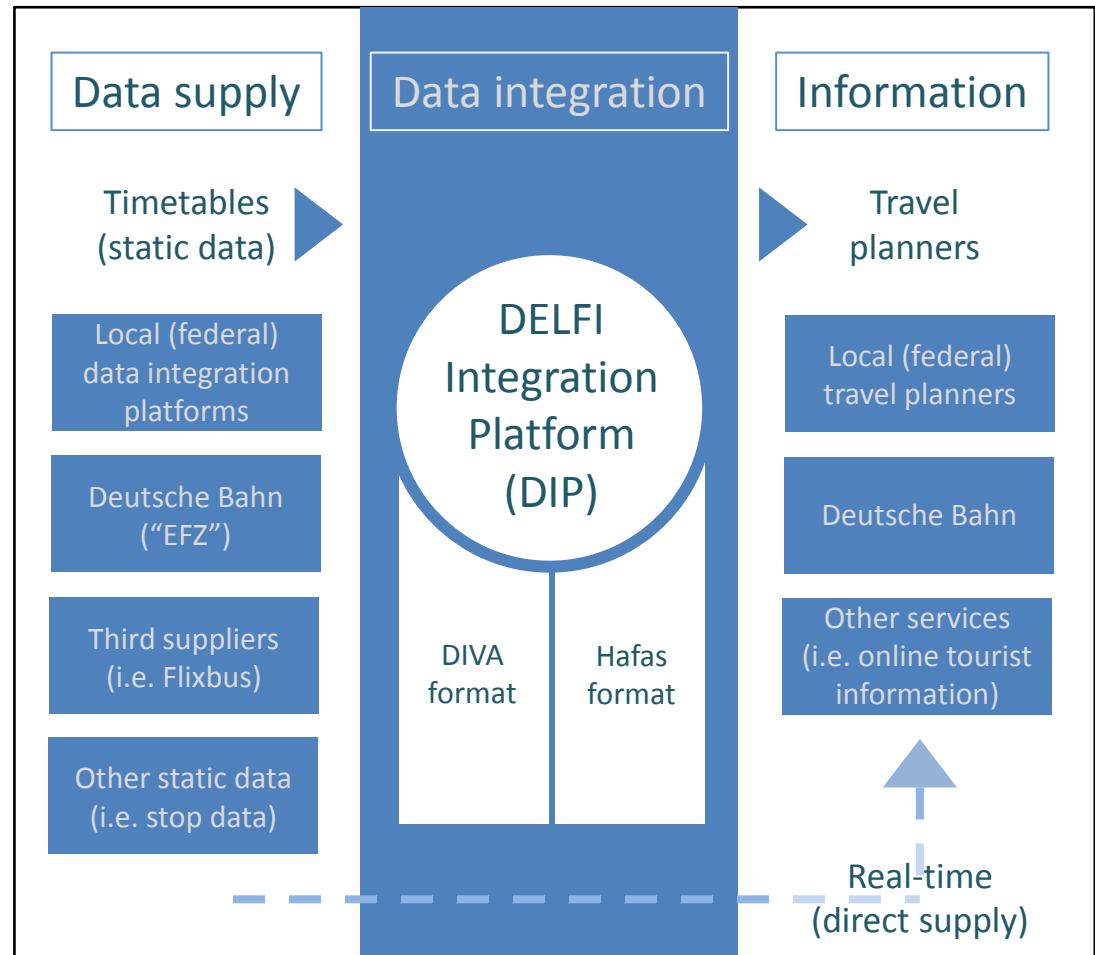 Data supply
Timetables
(static data)
Local (federal)
data integration
platforms
Deutsche Bahn
(“EFZ”)
Third suppliers
(i.e. Flixbus)
Other static data
(i.e. stop data)
Data integration
DELFI
Integration
Platform
(DIP)
DIVA
format
Hafas
format
Information
Travel
planners
Local (federal)
travel planners
Deutsche Bahn
Other services
(i.e. online tourist
information)
Real-time
(direct supply)